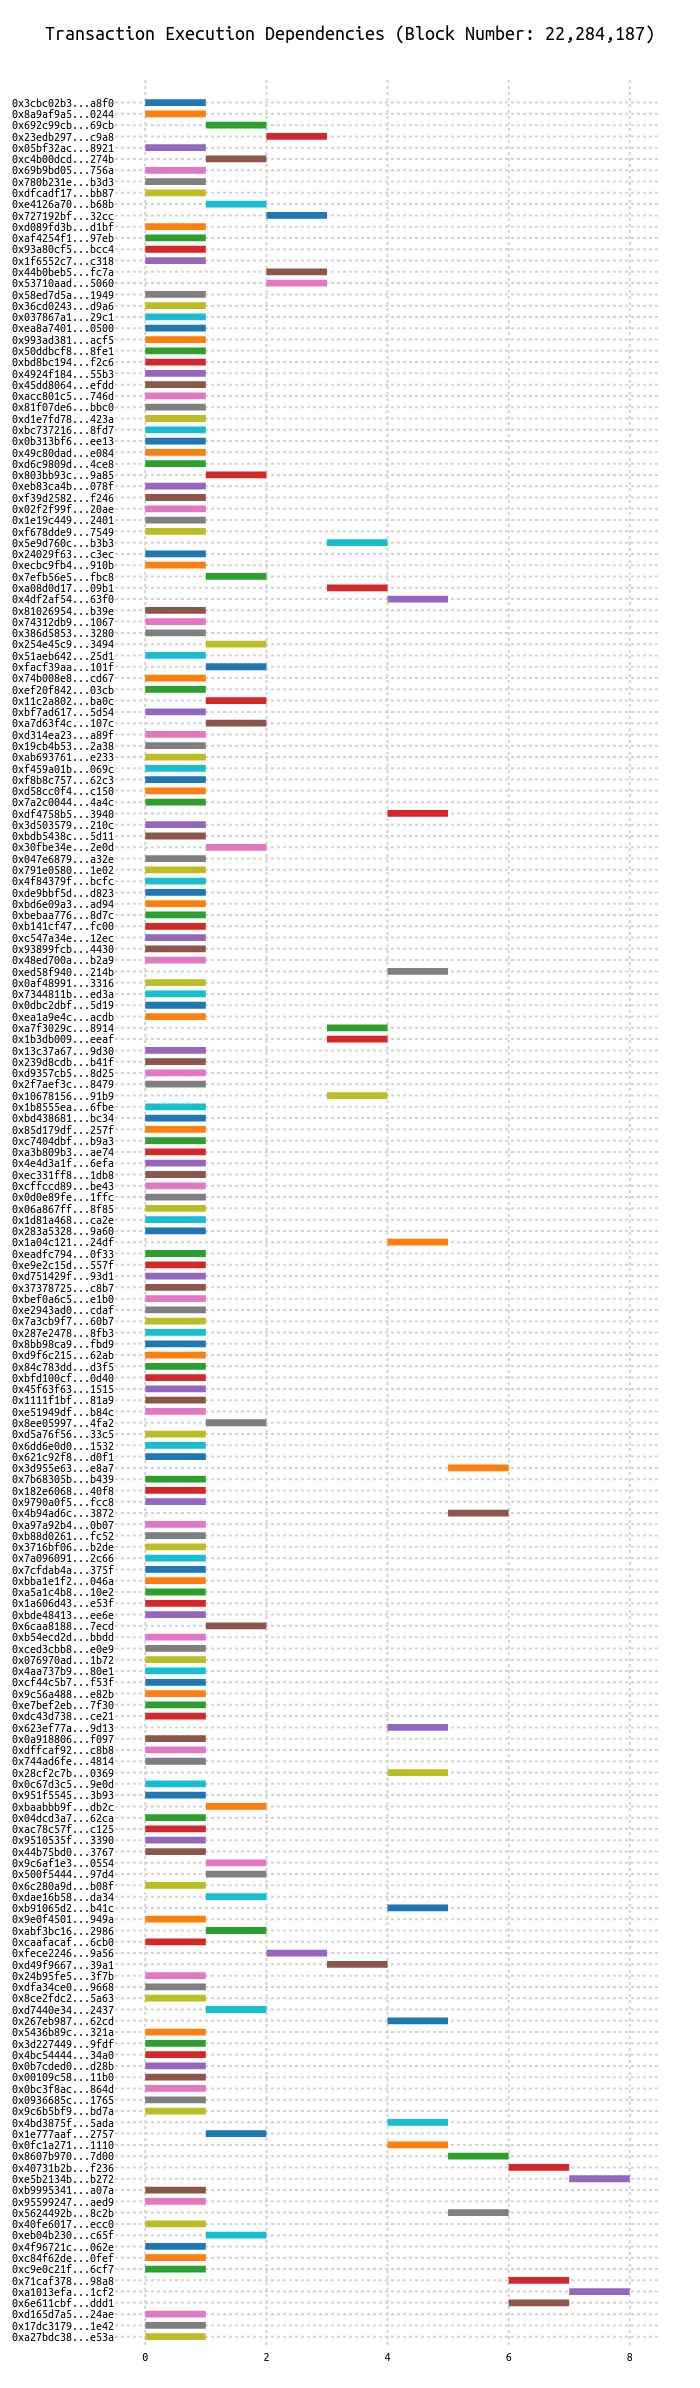 Transaction Execution Dependencies (Block Number: 22,284,187)
0x3cbc02b3...a8f0
0x8a9af9a5...0244
0x692c99cb...69cb
0x23edb297...c9a8
0x05bf32ac...8921
0xc4b00dcd...274b
0x69b9bd05...756a
0x780b231e...b3d3
0xdfcadf17...bb87
0xe4126a70...b68b
0x727192bf...32cc
0xd089fd3b...d1bf
0xaf4254f1...97eb
0x93a80cf5...bcc4
0x1f6552c7...c318
0x44b0beb5...fc7a
0x53710aad...5060
0x58ed7d5a...1949
0x36cd0243...d9a6
0x037867a1...29c1
0xea8a7401...0500
0x993ad381...acf5
0x50ddbcf8...8fe1
0xbd8bc194...f2c6
0x4924f184...55b3
0x45dd8064...efdd
0xacc801c5...746d
0x81f07de6...bbc0
0xd1e7fd78...423a
0xbc737216...8fd7
0x0b313bf6...ee13
0x49c80dad...e084
0xd6c9809d...4ce8
0x803bb93c...9a85
0xeb83ca4b...078f
0xf39d2582...f246
0x02f2f99f...20ae
0x1e19c449...2401
0xf678dde9...7549
0x5e9d760c...b3b3
0x24029f63...c3ec
0xecbc9fb4...910b
0x7efb56e5...fbc8
0xa08d0d17...09b1
0x4df2af54...63f0
0x81026954...b39e
0x74312db9...1067
0x386d5853...3280
0x254e45c9...3494
0x51aeb642...25d1
0xfacf39aa...101f
0x74b008e8...cd67
0xef20f842...03cb
0x11c2a802...ba0c
0xbf7ad617...5d54
0xa7d63f4c...107c
0xd314ea23...a89f
0x19cb4b53...2a38
0xab693761...e233
0xf459a01b...069c
0xf8b8c757...62c3
0xd58cc0f4...c150
0x7a2c0044...4a4c
0xdf4758b5...3940
0x3d503579...210c
0xbdb5438c...5d11
0x30fbe34e...2e0d
0x047e6879...a32e
0x791e0580...1e02
0x4f84379f...bcfc
0xde9bbf5d...d823
0xbd6e09a3...ad94
0xbebaa776...8d7c
0xb141cf47...fc00
0xc547a34e...12ec
0x93899fcb...4430
0x48ed700a...b2a9
0xed58f940...214b
0x0af48991...3316
0x7344811b...ed3a
0x0dbc2dbf...5d19
0xea1a9e4c...acdb
0xa7f3029c...8914
0x1b3db009...eeaf
0x13c37a67...9d30
0x239d8cdb...b41f
0xd9357cb5...8d25
0x2f7aef3c...8479
0x10678156...91b9
0x1b8555ea...6fbe
0xbd438681...bc34
0x85d179df...257f
0xc7404dbf...b9a3
0xa3b809b3...ae74
0x4e4d3a1f...6efa
0xec331ff8...1db8
0xcffccd89...be43
0x0d0e89fe...1ffc
0x06a867ff...8f85
0x1d81a468...ca2e
0x283a5328...9a60
0x1a04c121...24df
0xeadfc794...0f33
0xe9e2c15d...557f
0xd751429f...93d1
0x37378725...c8b7
0xbef0a6c5...e1b0
0xe2943ad0...cdaf
0x7a3cb9f7...60b7
0x287e2478...8fb3
0x8bb98ca9...fbd9
0xd9f6c215...62ab
0x84c783dd...d3f5
0xbfd100cf...0d40
0x45f63f63...1515
0x1111f1bf...81a9
0xe51949df...b84c
0x8ee05997...4fa2
0xd5a76f56...33c5
0x6dd6e0d0...1532
0x621c92f8...d0f1
0x3d955e63...e8a7
0x7b68305b...b439
0x182e6068...40f8
0x9790a0f5...fcc8
0x4b94ad6c...3872
0xa97a92b4...0b07
0xb88d0261...fc52
0x3716bf06...b2de
0x7a096091...2c66
0x7cfdab4a...375f
0xbba1e1f2...046a
0xa5a1c4b8...10e2
0x1a606d43...e53f
0xbde48413...ee6e
0x6caa8188...7ecd
0xb54ecd2d...bbdd
0xced3cbb8...e0e9
0x076970ad...1b72
0x4aa737b9...80e1
0xcf44c5b7...f53f
0x9c56a488...e82b
0xe7bef2eb...7f30
0xdc43d738...ce21
0x623ef77a...9d13
0x0a918806...f097
0xdffcaf92...c8b8
0x744ad6fe...4814
0x28cf2c7b...0369
0x0c67d3c5...9e0d
0x951f5545...3b93
0xbaabbb9f...db2c
0x04dcd3a7...62ca
0xac78c57f...c125
0x9510535f...3390
0x44b75bd0...3767
0x9c6af1e3...0554
0x500f5444...97d4
0x6c280a9d...b08f
0xdae16b58...da34
0xb91065d2...b41c
0x9e0f4501...949a
0xabf3bc16...2986
0xcaafacaf...6cb0
0xfece2246...9a56
0xd49f9667...39a1
0x24b95fe5...3f7b
0xdfa34ce0...9668
0x8ce2fdc2...5a63
0xd7440e34...2437
0x267eb987...62cd
0x5436b89c...321a
0x3d227449...9fdf
0x4bc54444...34a0
0x0b7cded0...d28b
0x00109c58...11b0
0x0bc3f8ac...864d
0x0936685c...1765
0x9c6b5bf9...bd7a
0x4bd3875f...5ada
0x1e777aaf...2757
0x0fc1a271...1110
0x8607b970...7d00
0x40731b2b...f236
0xe5b2134b...b272
0xb9995341...a07a
0x95599247...aed9
0x5624492b...8c2b
0x40fe6017...ecc0
0xeb04b230...c65f
0x4f96721c...062e
0xc84f62de...0fef
0xc9e0c21f...6cf7
0x71caf378...98a8
0xa1013efa...1cf2
0x6e611cbf...ddd1
0xd165d7a5...24ae
0x17dc3179...1e42
0xa27bdc38...e53a
0 2 4 6 8